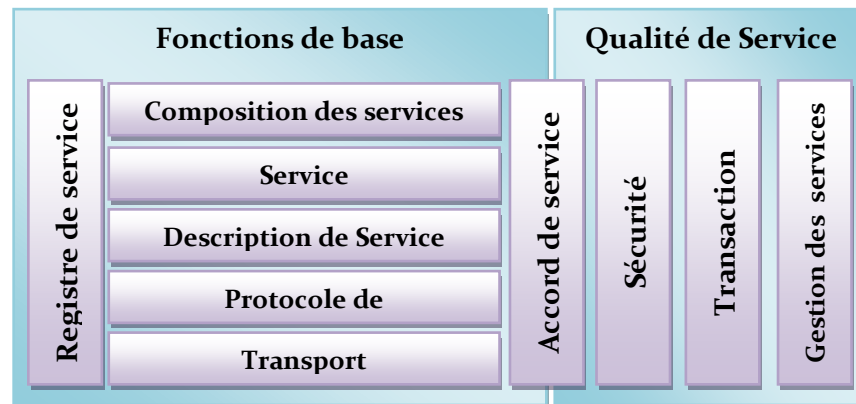 Fonctions de base
Qualité de Service
Registre de service
Composition des services
Service
Description de Service
Protocole de
Transport
Accord de service
Sécurité
Transaction
Gestion des services